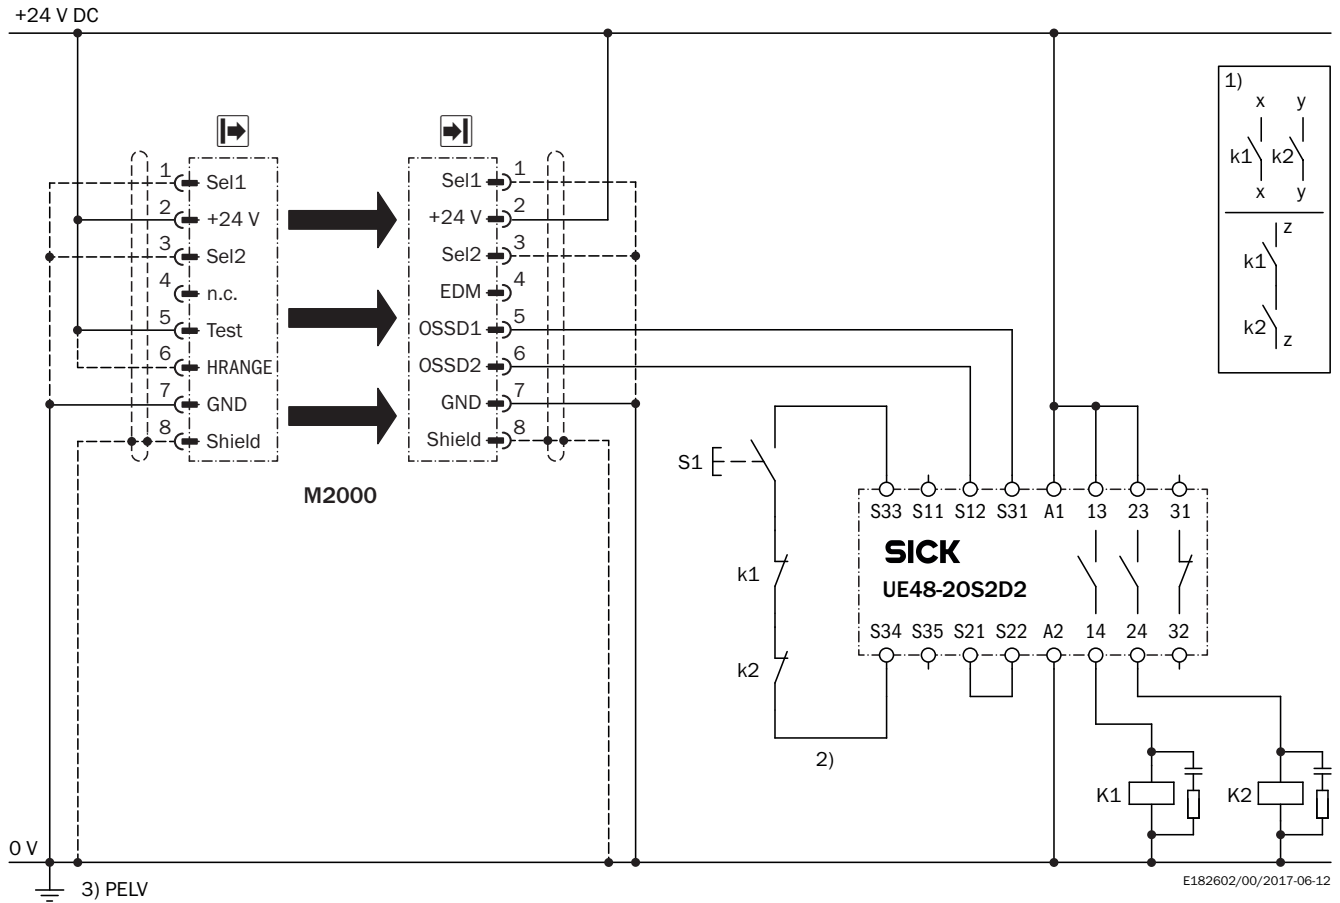 +24 V DC
1)
x y
k1 k2
x y
z
k1
k2
z
1 Sel1
2 +24 V
3 Sel2
4 n.c.
5 Test
6 HRANGE
7 GND
8 Shield
Sel1 1
+24 V 2
Sel2 3
EDM 4
OSSD1 5
OSSD2 6
GND 7
Shield 8
M2000
S1
k1
k2
2)
S33 S11 S12 S31 A1 13 23 31
SICK
UE48-2OS2D2
S34 S35 S21 S22 A2 14 24 32
K1
K2
0 V
3) PELV
E182602/00/2017-06-12